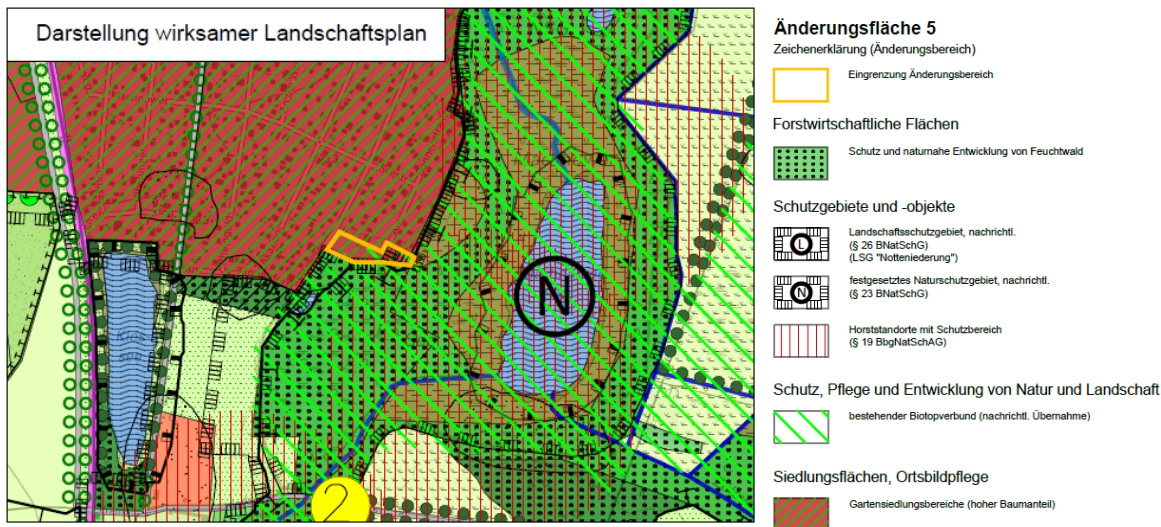 Darstellung wirksamer Landschaftsplan
N
2
Änderungsfläche 5
Zeichenerklärung (Änderungsbereich)
Eingrenzung Änderungsbereich
Forstwirtschaftliche Flächen
Schutz und naturnahe Entwicklung von Feuchtwald
Schutzgebiete und -objekte
L
Landschaftsschutzgebiet, nachrichtl.
(§ 26 BNatSchG)
(LSG "Notteniederung")
N
festgesetztes Naturschutzgebiet, nachrichtl.
(§ 23 BNatSchG)
Horststandorte mit Schutzbereich
(§ 19 BbgNatSchAG)
Schutz, Pflege und Entwicklung von Natur und Landschaft
bestehender Biotopverbund (nachrichtl. Übernahme)
Siedlungsflächen, Ortsbildpflege
Gartensiedlungsbereiche (hoher Baumanteil)